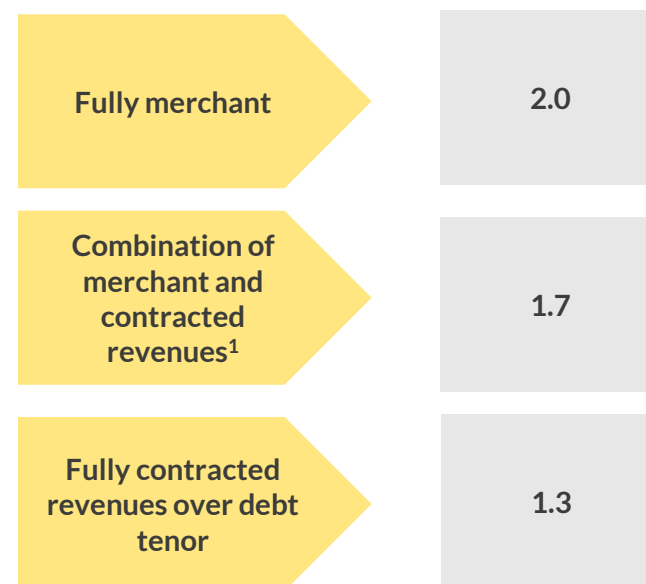 Fully merchant
2.0
Combination of
merchant and
contracted
revenues¹
1.7
Fully contracted
revenues over debt
tenor
1.3